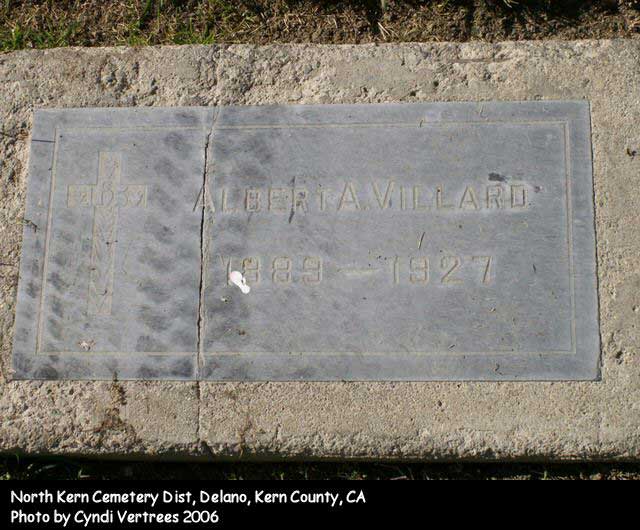 ALBERT A. VILLARD
1889 — 1927
North Kern Cemetery Dist, Delano, Kern County, CA
Photo by Cyndi Vertrees 2006